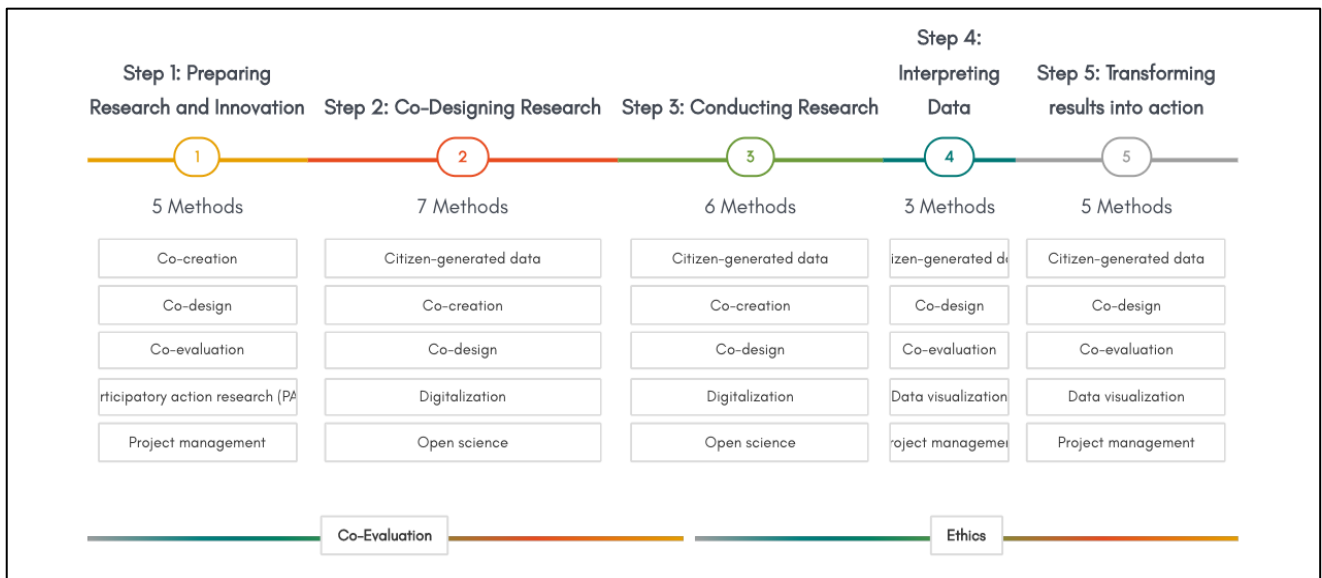 Step 1: Preparing
Research and Innovation
Step 2: Co-Designing Research
Step 3: Conducting Research
Step 4:
Interpreting
Data
Step 5: Transforming
results into action
1
2
3
4
5
5 Methods
7 Methods
6 Methods
3 Methods
5 Methods
Co-creation
Citizen-generated data
Citizen-generated data
izen-generated d
Citizen-generated data
Co-design
Co-creation
Co-creation
Co-design
Co-design
Co-evaluation
Co-design
Co-design
Co-evaluation
Co-evaluation
rticipatory action research (PA
Digitalization
Digitalization
Data visualization
Data visualization
Project management
Open science
Open science
roject managemer
Project management
Co-Evaluation
Ethics